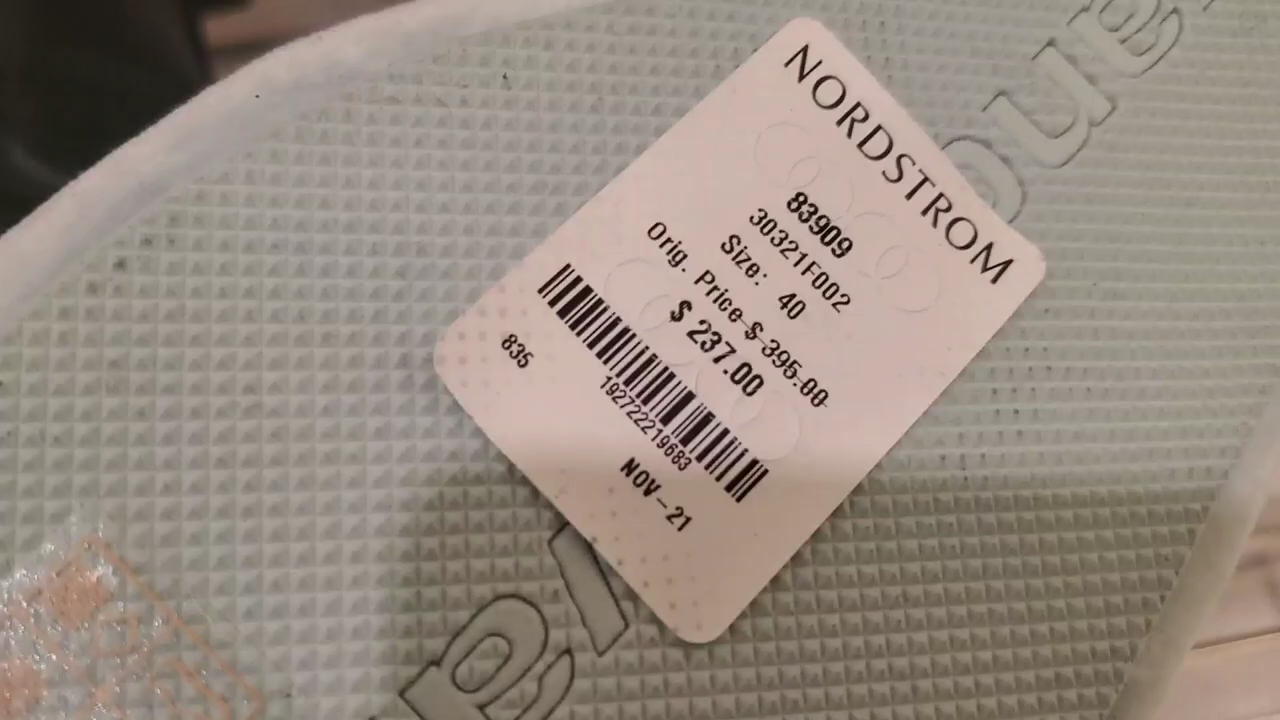 NORDSTROM
83909
30321F002
Size: 40
Orig. Price $ 395.00
$ 237.00
835
192722219683
NOV-21